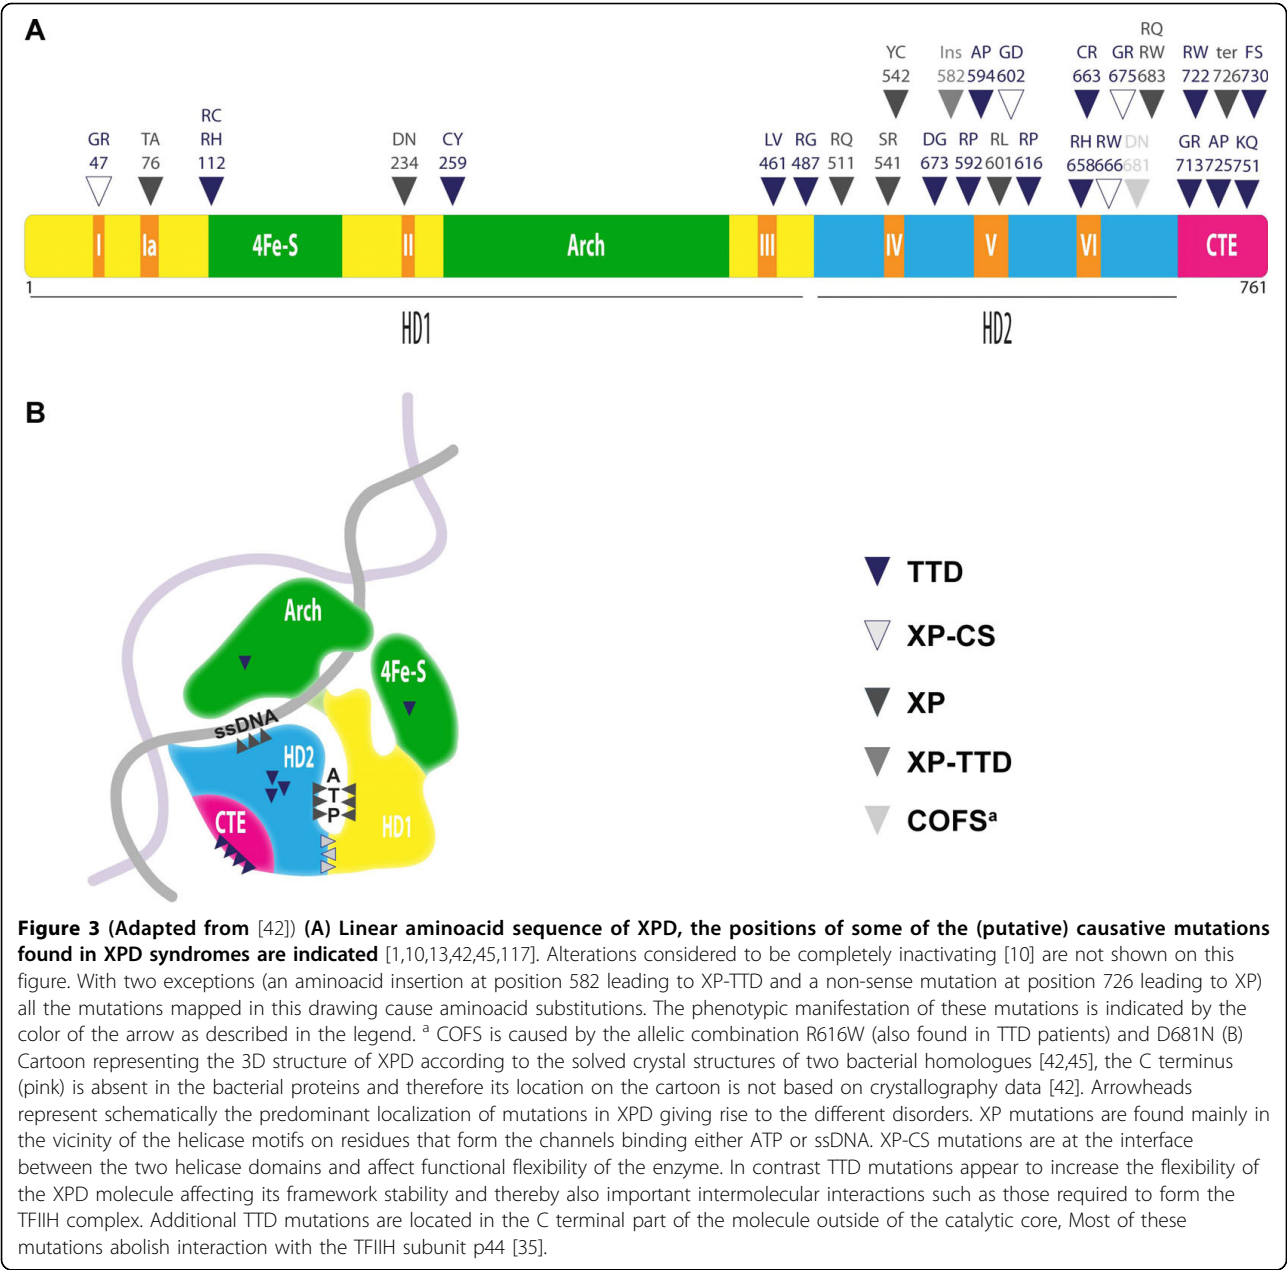 A
RQ
YC Ins AP GD CR GR RW RW ter FS
542 582 594 602 663 675 683 722 726 730
RC
GR TA RH DN CY LV RG RQ SR DG RP RL RP RH RW DN GR AP KQ
47 76 112 234 259 461 487 511 541 673 592 601 616 658 666 681 713 725 751
I Ia 4Fe-S II Arch III IV V VI CTE
1 761
HD1 HD2
B
Arch
4Fe-S
ssDNA
HD2
A
T
P
CTE
HD1
TTD
XP-CS
XP
XP-TTD
COFSᵃ
Figure 3 (Adapted from [42]) (A) Linear aminoacid sequence of XPD, the positions of some of the (putative) causative mutations
found in XPD syndromes are indicated [1,10,13,42,45,117]. Alterations considered to be completely inactivating [10] are not shown on this
figure. With two exceptions (an aminoacid insertion at position 582 leading to XP-TTD and a non-sense mutation at position 726 leading to XP)
all the mutations mapped in this drawing cause aminoacid substitutions. The phenotypic manifestation of these mutations is indicated by the
color of the arrow as described in the legend. ᵃ COFS is caused by the allelic combination R616W (also found in TTD patients) and D681N (B)
Cartoon representing the 3D structure of XPD according to the solved crystal structures of two bacterial homologues [42,45], the C terminus
(pink) is absent in the bacterial proteins and therefore its location on the cartoon is not based on crystallography data [42]. Arrowheads
represent schematically the predominant localization of mutations in XPD giving rise to the different disorders. XP mutations are found mainly in
the vicinity of the helicase motifs on residues that form the channels binding either ATP or ssDNA. XP-CS mutations are at the interface
between the two helicase domains and affect functional flexibility of the enzyme. In contrast TTD mutations appear to increase the flexibility of
the XPD molecule affecting its framework stability and thereby also important intermolecular interactions such as those required to form the
TFIIH complex. Additional TTD mutations are located in the C terminal part of the molecule outside of the catalytic core, Most of these
mutations abolish interaction with the TFIIH subunit p44 [35].